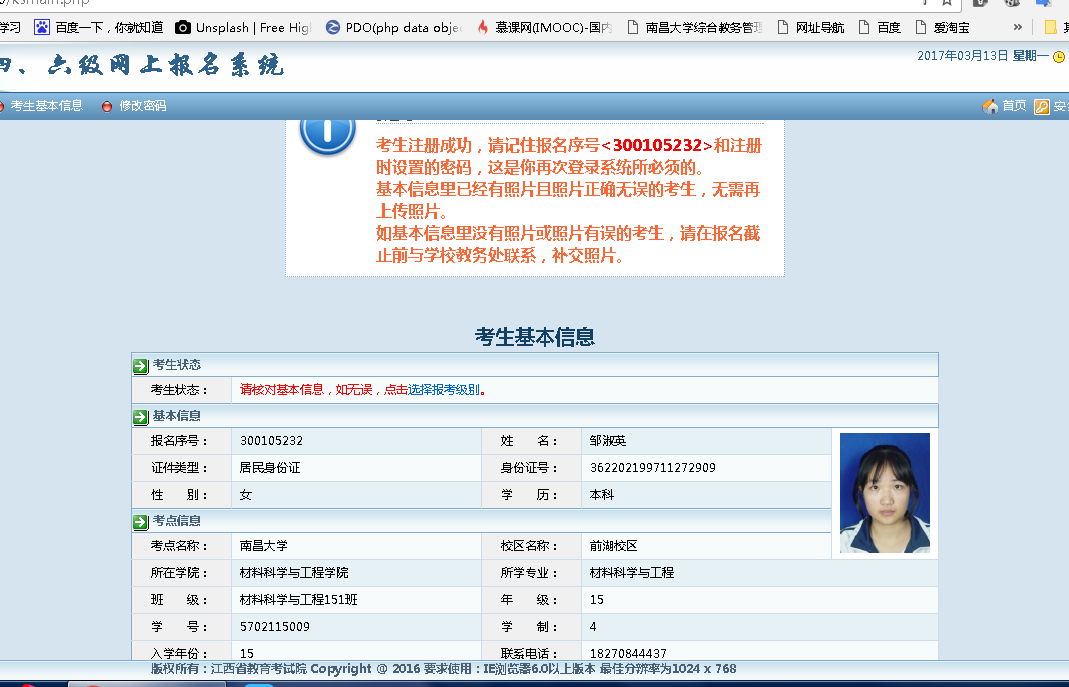 学习 百度一下，你就知道 Unsplash | Free High PDO(php data objec 慕课网(IMOOC)-国内 南昌大学综合教务管理 网址导航 百度 爱淘宝 »
四、六级网上报名系统
2017年03月13日 星期一
考生基本信息 修改密码 首页
考生注册成功，请记住报名序号<300105232>和注册
时设置的密码，这是你再次登录系统所必须的。
基本信息里已经有照片且照片正确无误的考生，无需再
上传照片。
如基本信息里没有照片或照片有误的考生，请在报名截
止前与学校教务处联系，补交照片。
考生基本信息
考生状态
考生状态： 请核对基本信息，如无误，点击选择报考级别。
基本信息
报名序号： 300105232 姓 名： 邹淑英
证件类型： 居民身份证 身份证号： 362202199711272909
性 别： 女 学 历： 本科
考点信息
考点名称： 南昌大学 校区名称： 前湖校区
所在学院： 材料科学与工程学院 所学专业： 材料科学与工程
班 级： 材料科学与工程151班 年 级： 15
学 号： 5702115009 学 制： 4
入学年份： 15 联系电话： 18270844437
版权所有：江西省教育考试院 Copyright @ 2016 要求使用：IE浏览器6.0以上版本 最佳分辨率为1024 x 768